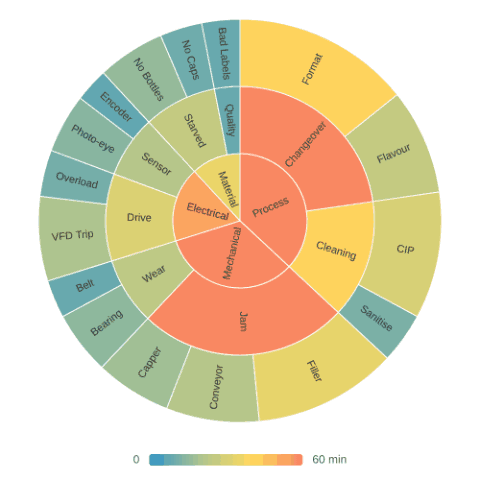 Process
Changeover
Format
Flavour
Cleaning
CIP
Sanitise
Mechanical
Jam
Filler
Conveyor
Capper
Wear
Bearing
Belt
Electrical
Drive
VFD Trip
Overload
Sensor
Photo-eye
Encoder
Material
Starved
No Bottles
No Caps
Quality
Bad Labels
0
60 min